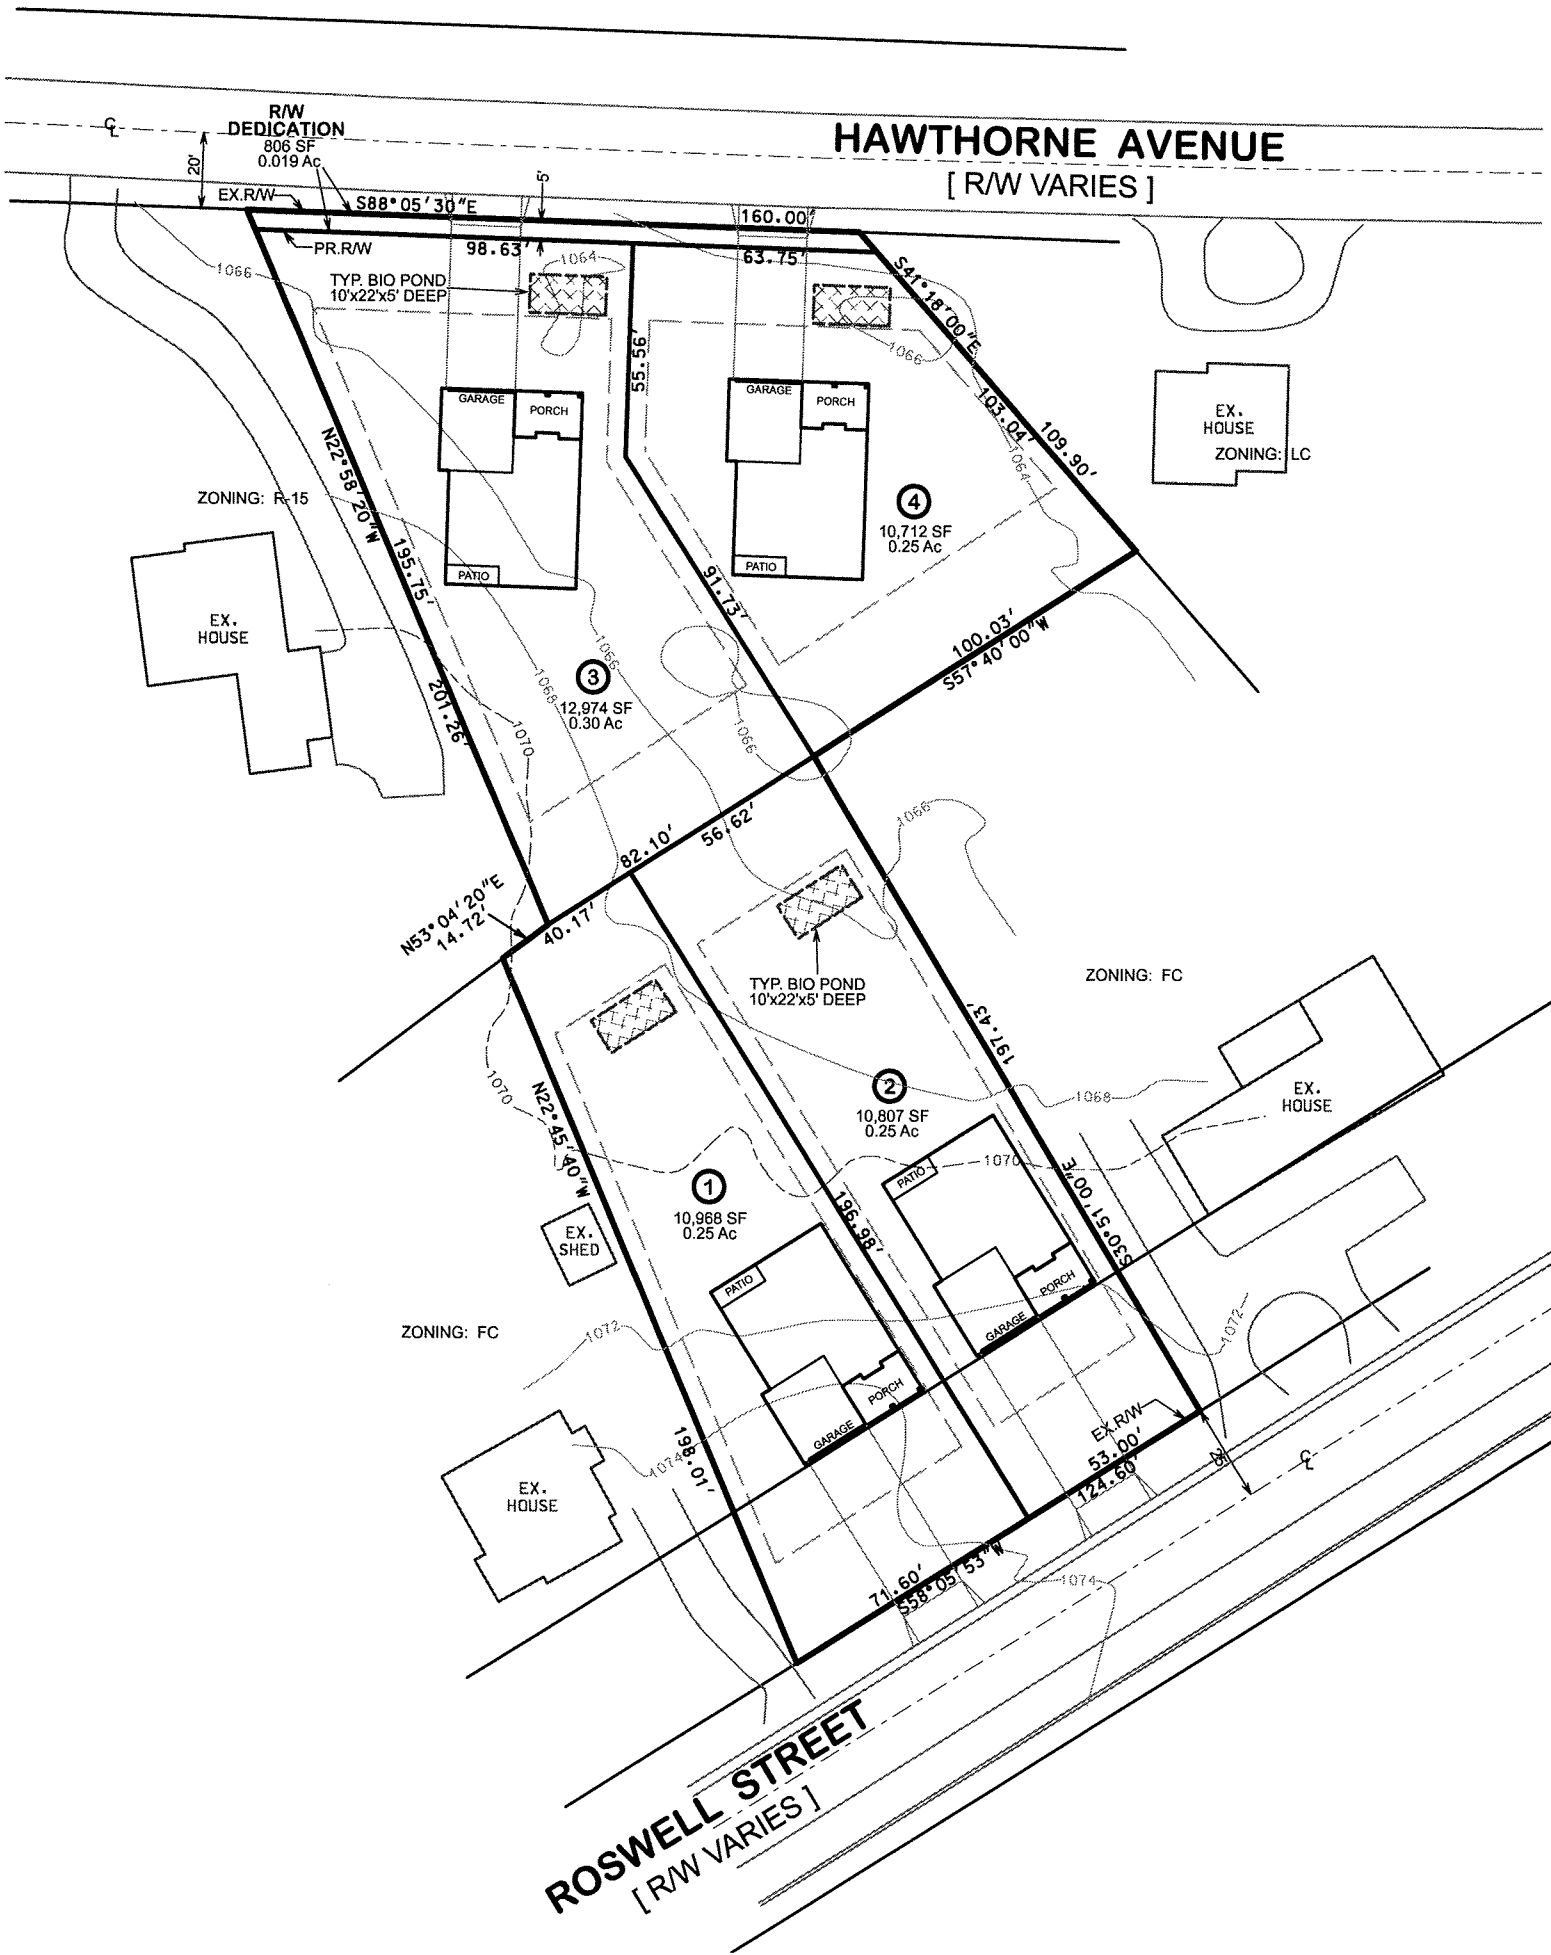 R/W
DEDICATION
806 SF
0.019 Ac
CL
20'
HAWTHORNE AVENUE
[ R/W VARIES ]
EX.R/W
S88°05'30"E
5'
160.00'
PR.R/W
98.63'
63.75'
1066
1064
TYP. BIO POND
10'x22'x5' DEEP
S41°18'00"E
1066
55.56'
GARAGE
PORCH
GARAGE
PORCH
103.04'
109.90'
1064
EX.
HOUSE
ZONING: LC
N22°58'20"W
ZONING: R-15
4
10,712 SF
0.25 Ac
195.75'
PATIO
PATIO
91.73'
EX.
HOUSE
100.03'
S57°40'00"W
1066
3
12,974 SF
0.30 Ac
1068
201.26'
1070
1066
56.62'
82.10'
1066
N53°04'20"E
14.72'
40.17'
TYP. BIO POND
10'x22'x5' DEEP
ZONING: FC
197.43'
1070
N22°45'40"W
2
10,807 SF
0.25 Ac
1068
EX.
HOUSE
1070
PATIO
S30°51'00"E
1
10,968 SF
0.25 Ac
196.98'
EX.
SHED
PATIO
PORCH
GARAGE
1072
ZONING: FC
1072
PORCH
GARAGE
EX.R/W
53.00'
124.60'
25'
CL
1074
198.01'
EX.
HOUSE
71.60'
S58°05'53"W
1074
ROSWELL STREET
[ R/W VARIES ]